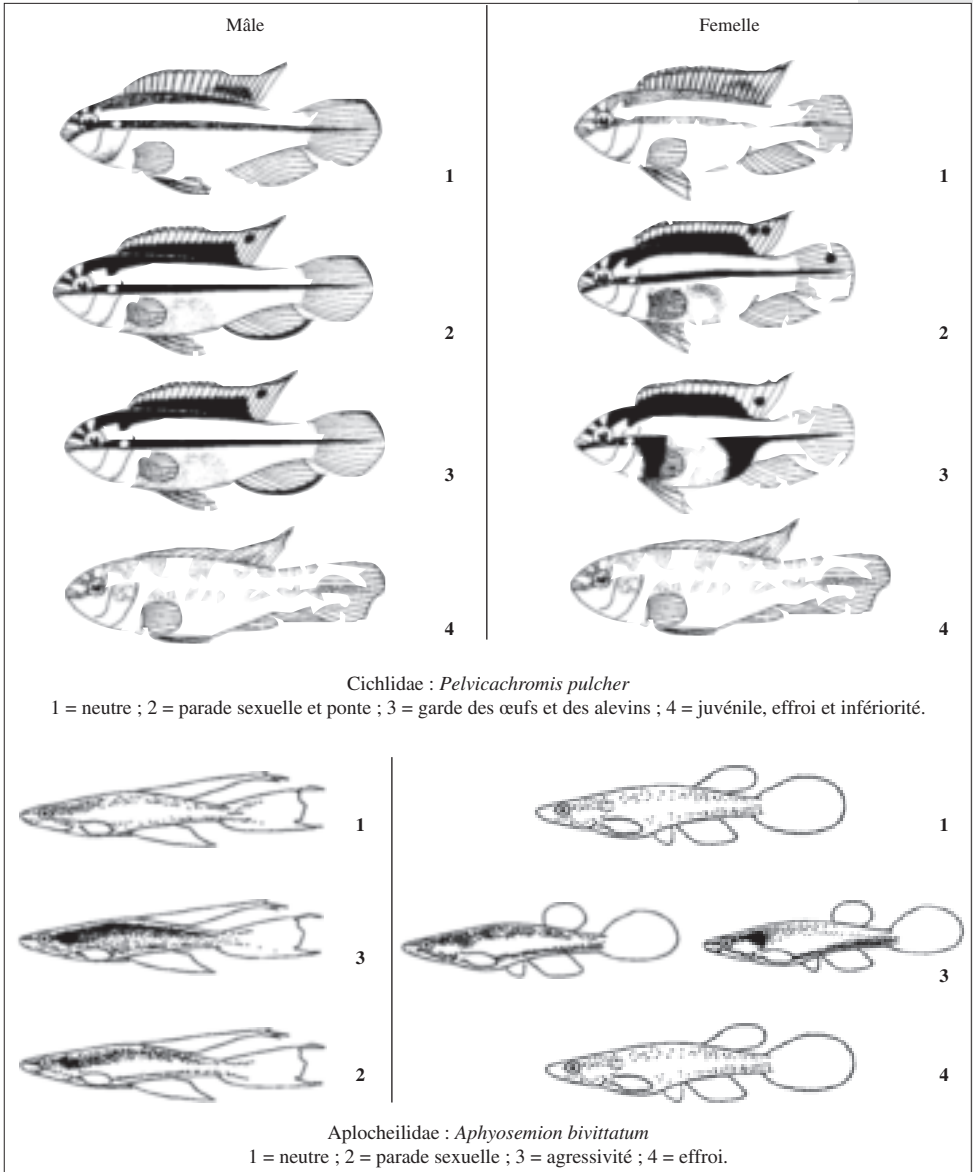 Mâle Femelle
1 1
2 2
3 3
4 4
Cichlidae : Pelvicachromis pulcher
1 = neutre ; 2 = parade sexuelle et ponte ; 3 = garde des œufs et des alevins ; 4 = juvénile, effroi et infériorité.
1 1
3 3
2 4
Aplocheilidae : Aphyosemion bivittatum
1 = neutre ; 2 = parade sexuelle ; 3 = agressivité ; 4 = effroi.